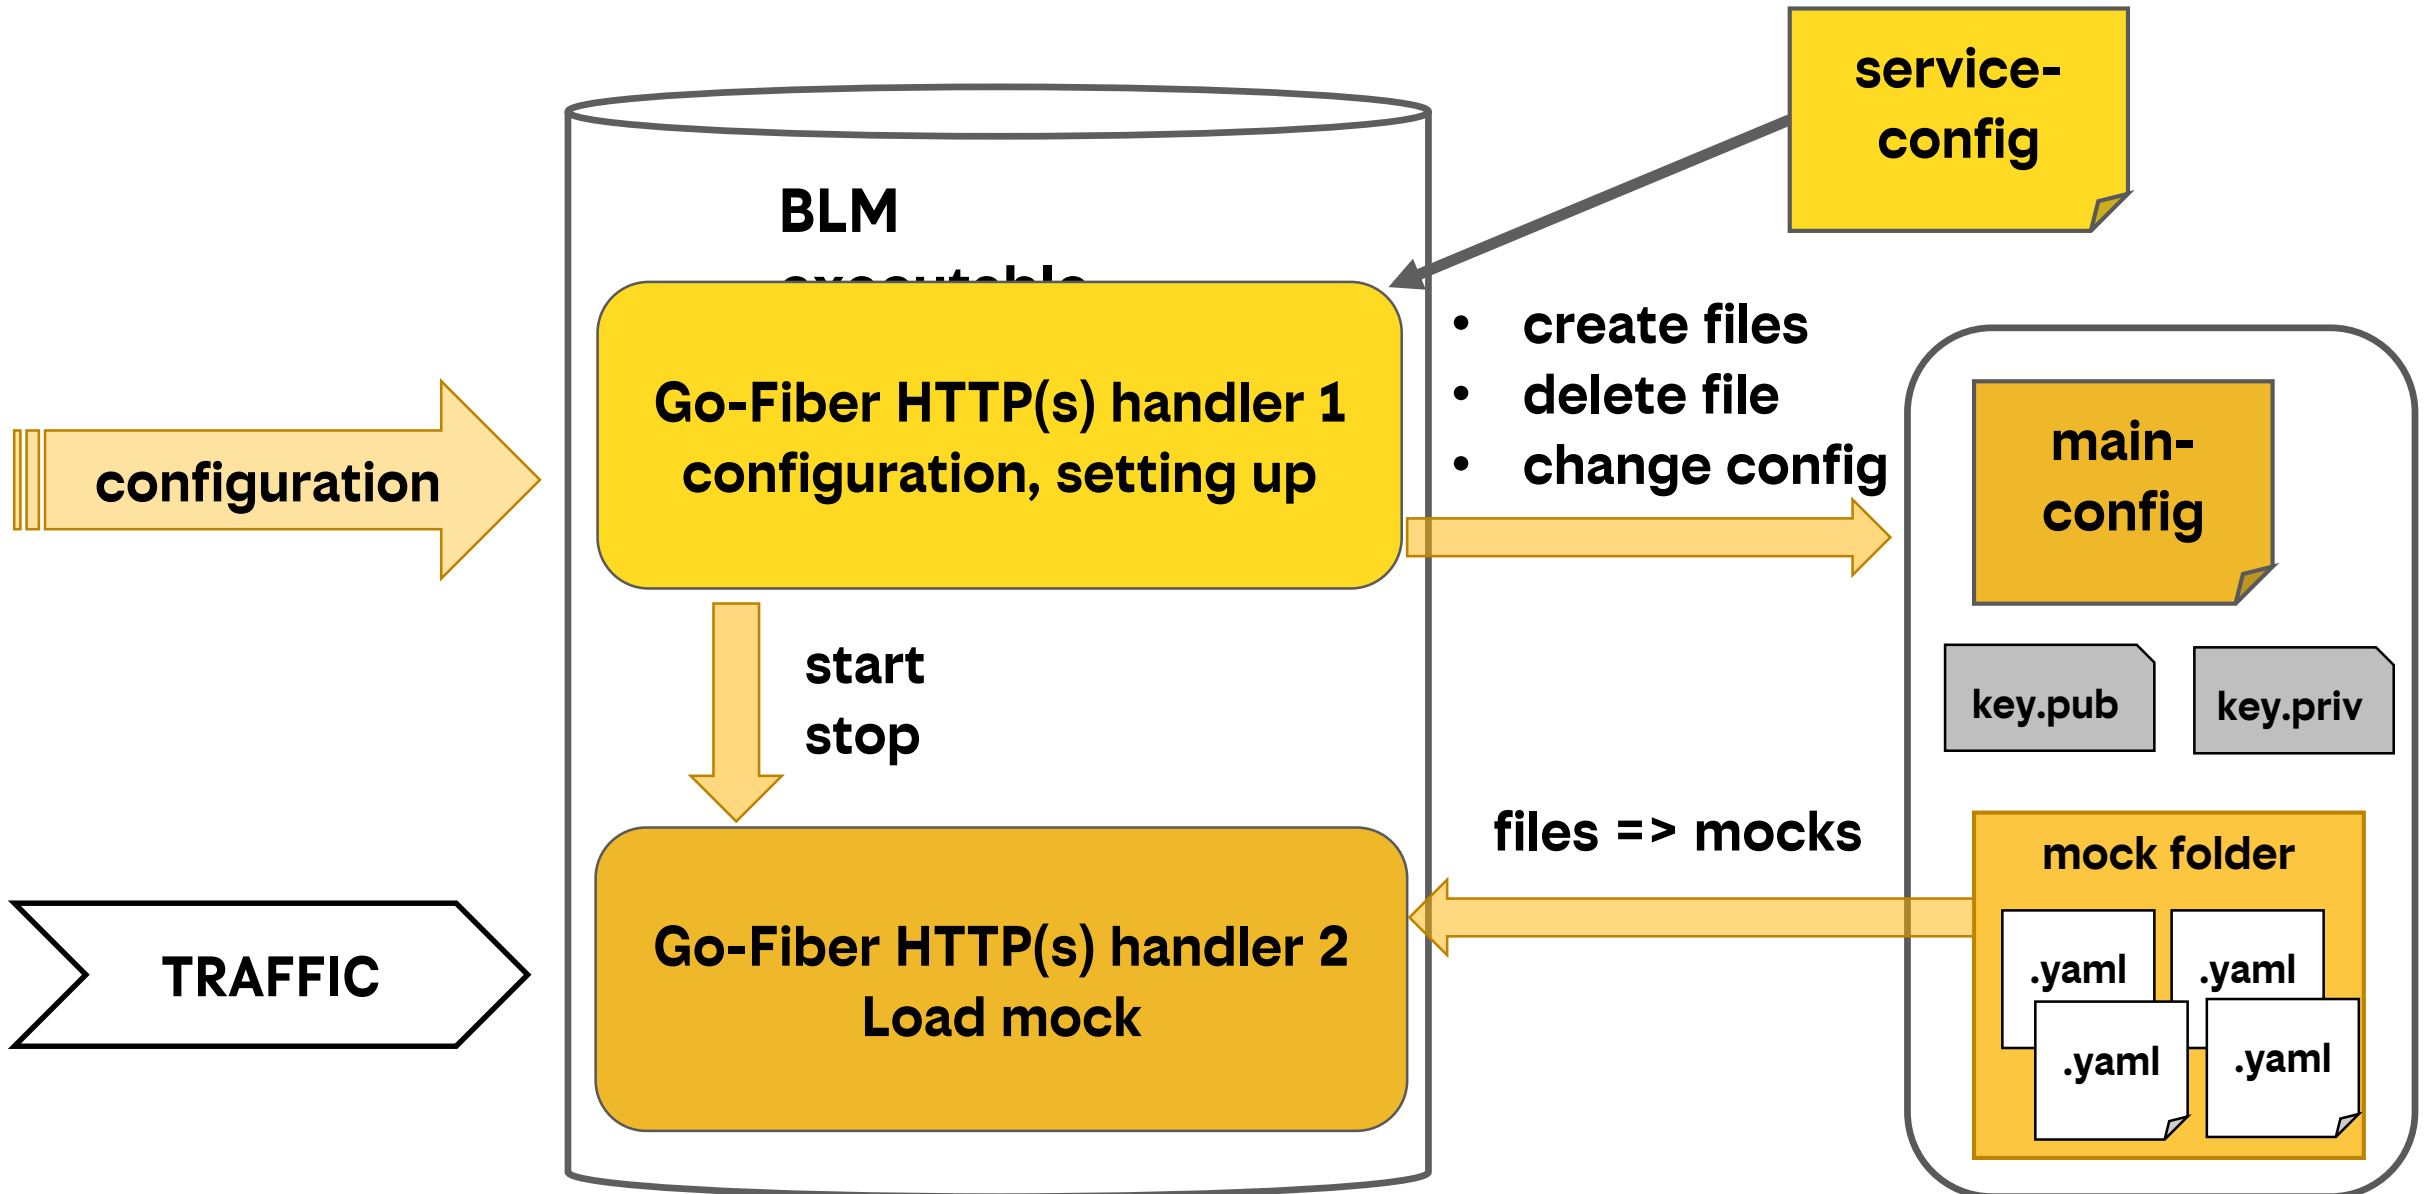 service-
config
BLM
executable
Go-Fiber HTTP(s) handler 1
configuration, setting up
configuration
• create files
• delete file
• change config
main-
config
key.pub
key.priv
start
stop
files => mocks
mock folder
.yaml
.yaml
.yaml
.yaml
TRAFFIC
Go-Fiber HTTP(s) handler 2
Load mock